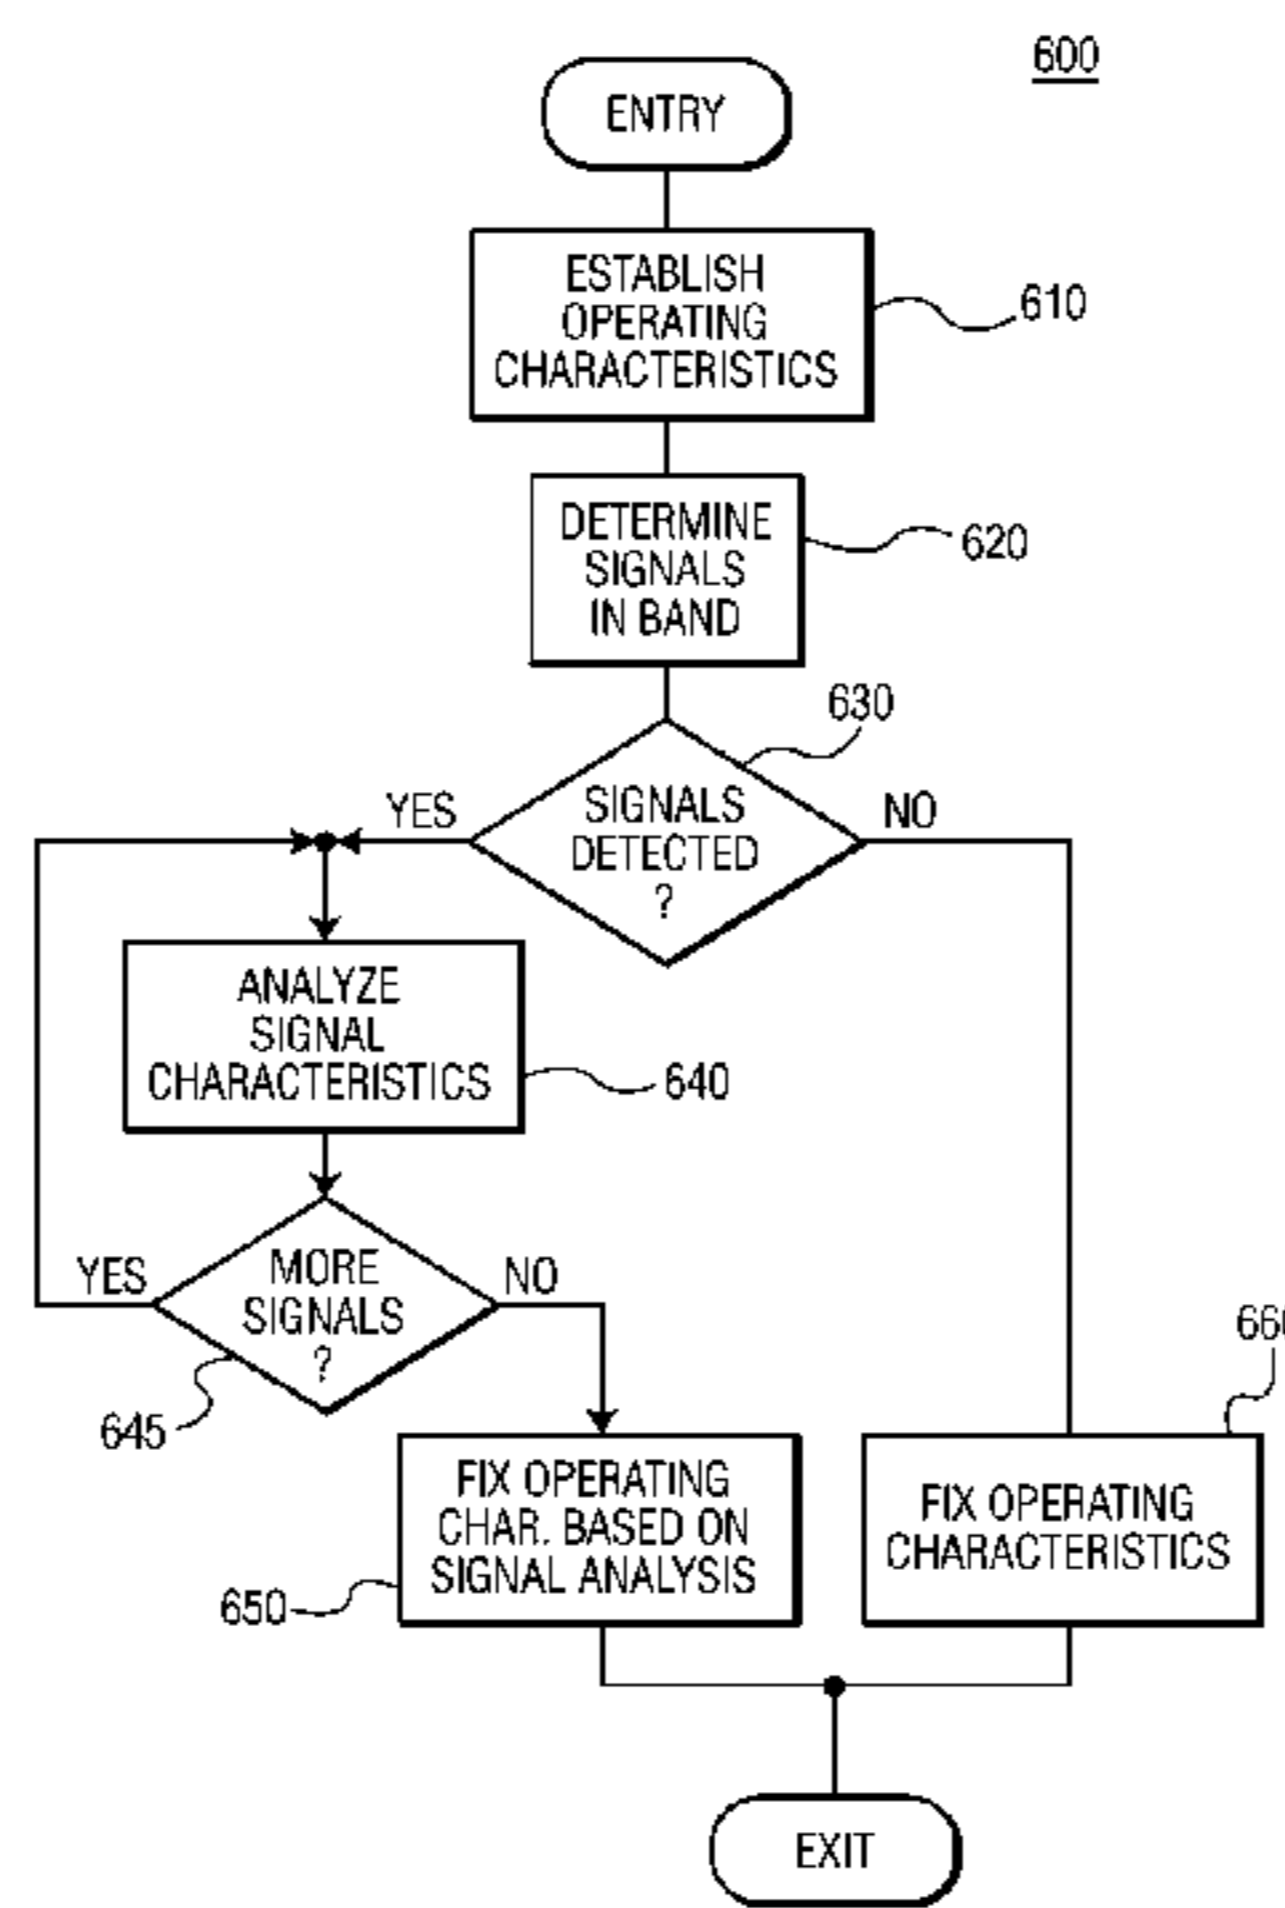 600
ENTRY
ESTABLISH
OPERATING
CHARACTERISTICS
610
DETERMINE
SIGNALS
IN BAND
620
630
SIGNALS
DETECTED
?
YES
NO
ANALYZE
SIGNAL
CHARACTERISTICS
640
MORE
SIGNALS
?
YES
NO
645
660
FIX OPERATING
CHAR. BASED ON
SIGNAL ANALYSIS
650
FIX OPERATING
CHARACTERISTICS
EXIT